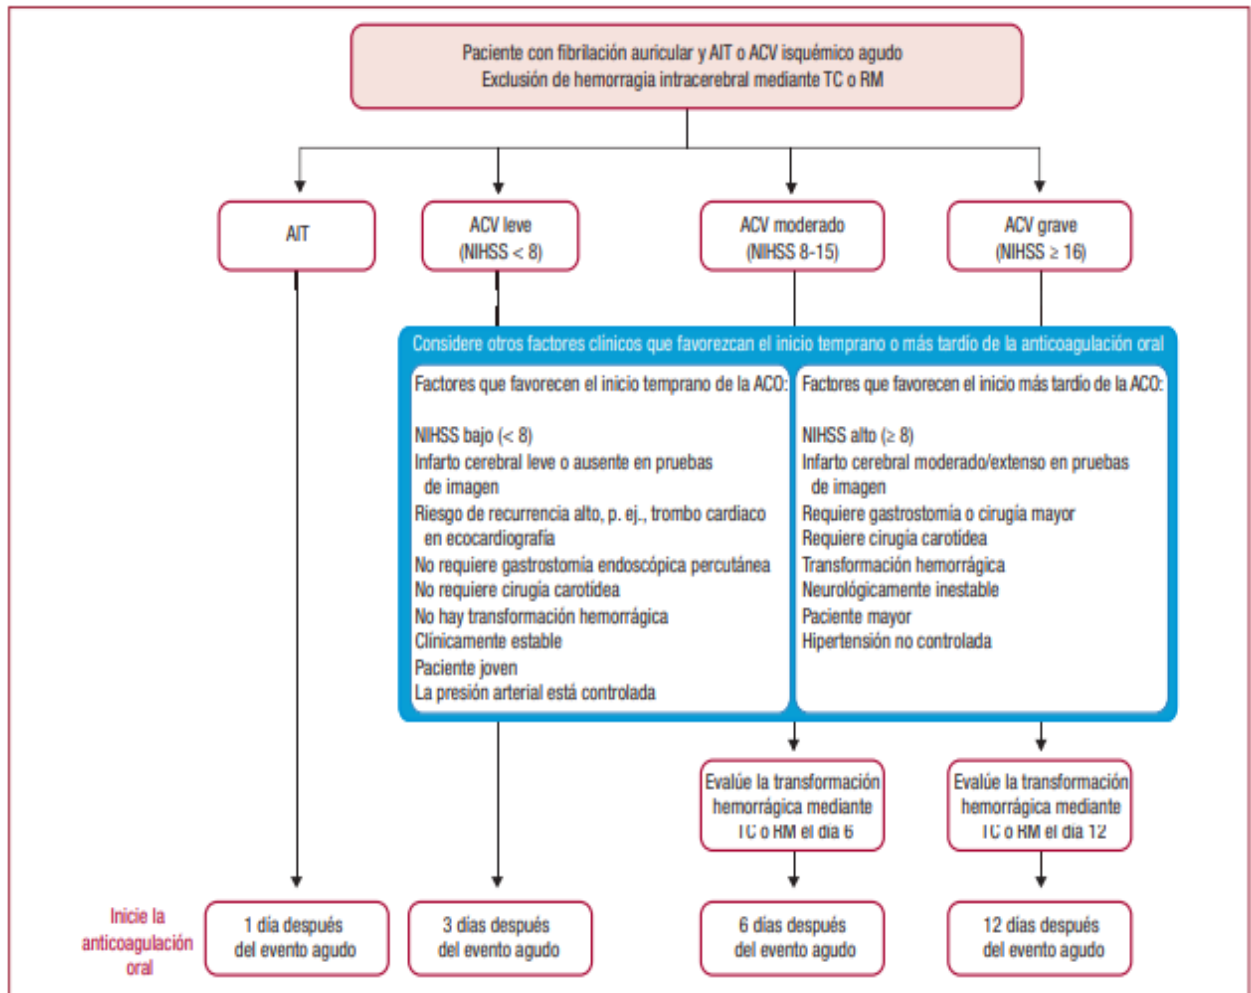 Paciente con fibrilación auricular y AIT o ACV isquémico agudo
Exclusión de hemorragia intracerebral mediante TC o RM
AIT
ACV leve
(NIHSS < 8)
ACV moderado
(NIHSS 8-15)
ACV grave
(NIHSS ≥ 16)
Considere otros factores clínicos que favorezcan el inicio temprano o más tardío de la anticoagulación oral
Factores que favorecen el inicio temprano de la ACO:
NIHSS bajo (< 8)
Infarto cerebral leve o ausente en pruebas
de imagen
Riesgo de recurrencia alto, p. ej., trombo cardiaco
en ecocardiografía
No requiere gastrostomía endoscópica percutánea
No requiere cirugía carotídea
No hay transformación hemorrágica
Clínicamente estable
Paciente joven
La presión arterial está controlada
Factores que favorecen el inicio más tardío de la ACO:
NIHSS alto (≥ 8)
Infarto cerebral moderado/extenso en pruebas
de imagen
Requiere gastrostomía o cirugía mayor
Requiere cirugía carotídea
Transformación hemorrágica
Neurológicamente inestable
Paciente mayor
Hipertensión no controlada
Evalúe la transformación
hemorrágica mediante
TC o RM el día 6
Evalúe la transformación
hemorrágica mediante
TC o RM el día 12
Inicie la
anticoagulación
oral
1 día después
del evento agudo
3 días después
del evento agudo
6 días después
del evento agudo
12 días después
del evento agudo